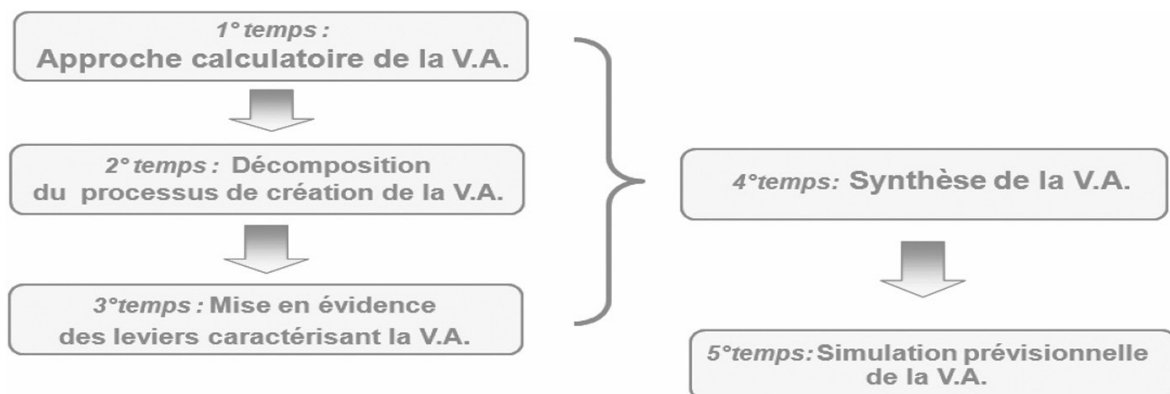 1° temps :
Approche calculatoire de la V.A.
2° temps : Décomposition
du processus de création de la V.A.
3°temps : Mise en évidence
des leviers caractérisant la V.A.
4°temps: Synthèse de la V.A.
5°temps: Simulation prévisionnelle
de la V.A.